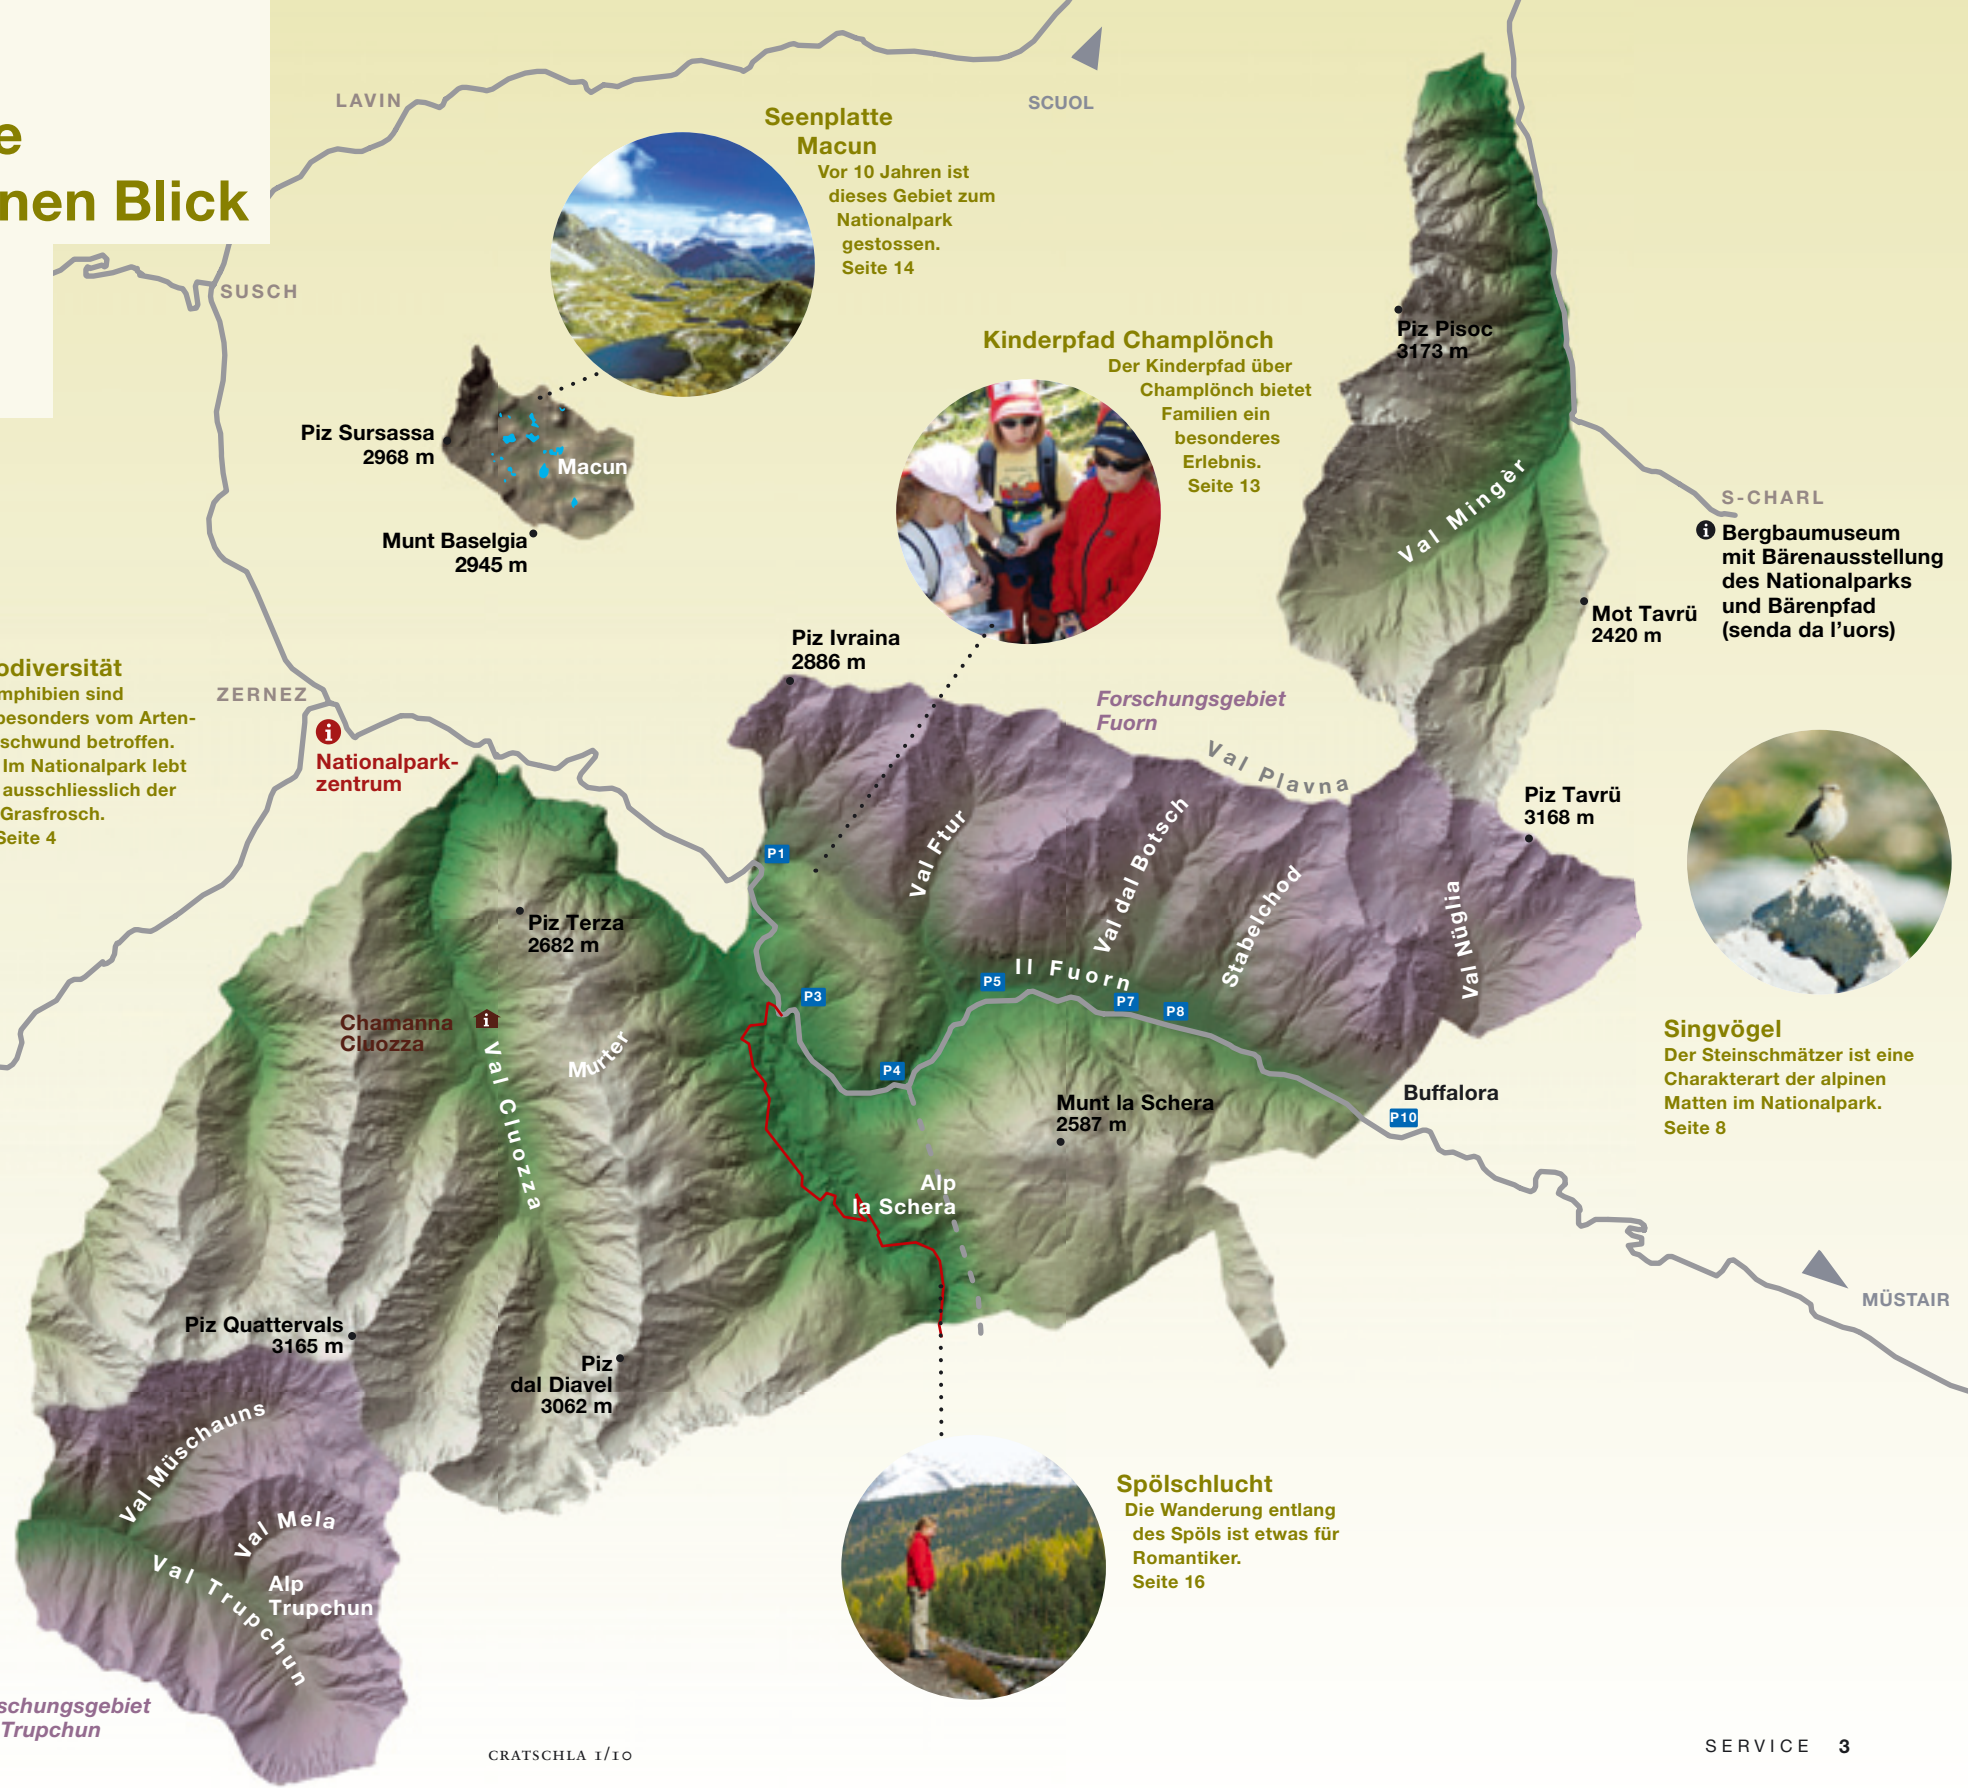 nen Blick
LAVIN
SCUOL
SUSCH
Seenplatte
Macun
Vor 10 Jahren ist
dieses Gebiet zum
Nationalpark
gestossen.
Seite 14
Kinderpfad Champlönch
Der Kinderpfad über
Champlönch bietet
Familien ein
besonderes
Erlebnis.
Seite 13
Piz Pisoc
3173 m
Piz Sursassa
2968 m
Macun
Munt Baselgia
2945 m
Val Mingèr
S-CHARL
Bergbaumuseum
mit Bärenausstellung
des Nationalparks
und Bärenpfad
(senda da l'uors)
Mot Tavrü
2420 m
Piz Ivraina
2886 m
odiversität
mphibien sind
besonders vom Arten-
schwund betroffen.
Im Nationalpark lebt
ausschliesslich der
Grasfrosch.
Seite 4
ZERNEZ
Nationalpark-
zentrum
Forschungsgebiet
Fuorn
Val Plavna
Piz Tavrü
3168 m
P1
Val Ftur
Val dal Botsch
Stabelchod
Val Nüglia
Piz Terza
2682 m
Il Fuorn
P3
P5
P7
P8
P4
Chamanna
Cluozza
Val Cluozza
Murter
Munt la Schera
2587 m
Buffalora
P10
Singvögel
Der Steinschmätzer ist eine
Charakterart der alpinen
Matten im Nationalpark.
Seite 8
Alp
la Schera
MÜSTAIR
Piz Quattervals
3165 m
Piz
dal Diavel
3062 m
Val Müschauns
Val Mela
Val Trupchun
Alp
Trupchun
Spölschlucht
Die Wanderung entlang
des Spöls ist etwas für
Romantiker.
Seite 16
schungsgebiet
Trupchun
CRATSCHLA 1/10
SERVICE 3